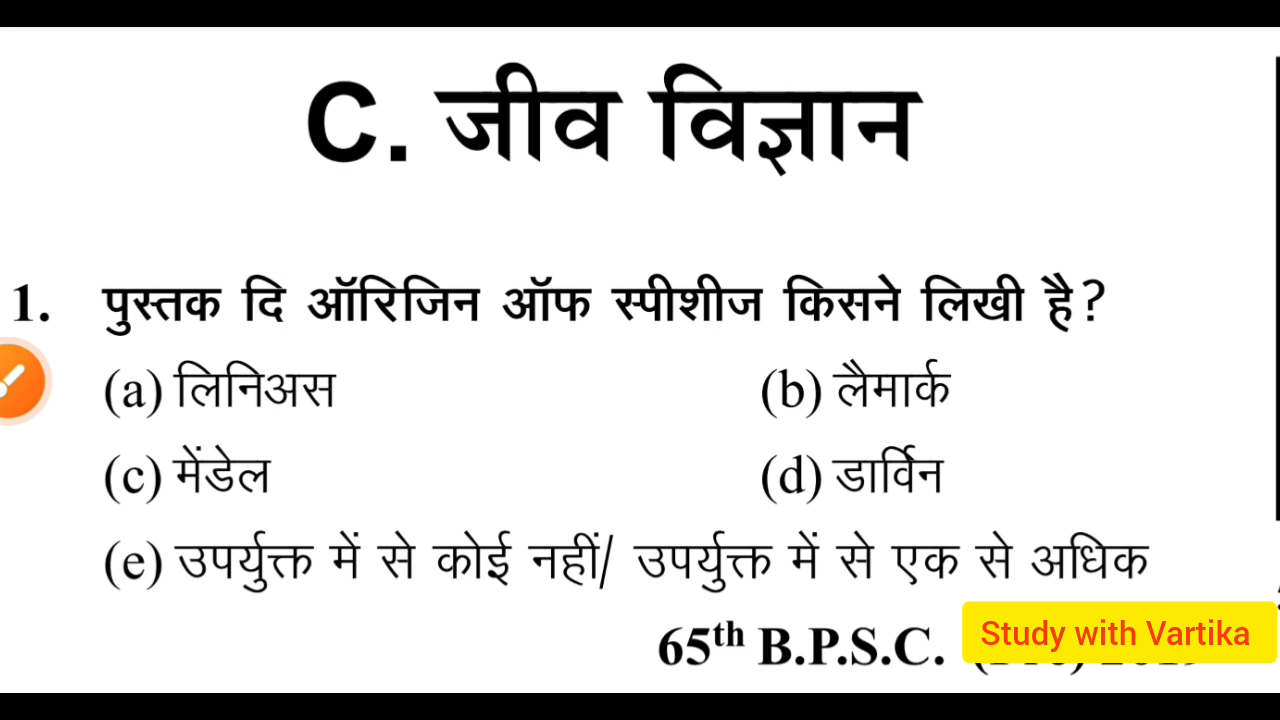 C. जीव विज्ञान
1. पुस्तक दि ऑरिजिन ऑफ स्पीशीज किसने लिखी है?
(a) लिनिअस (b) लैमार्क
(c) मेंडेल (d) डार्विन
(e) उपर्युक्त में से कोई नहीं/ उपर्युक्त में से एक से अधिक
65th B.P.S.C.
Study with Vartika